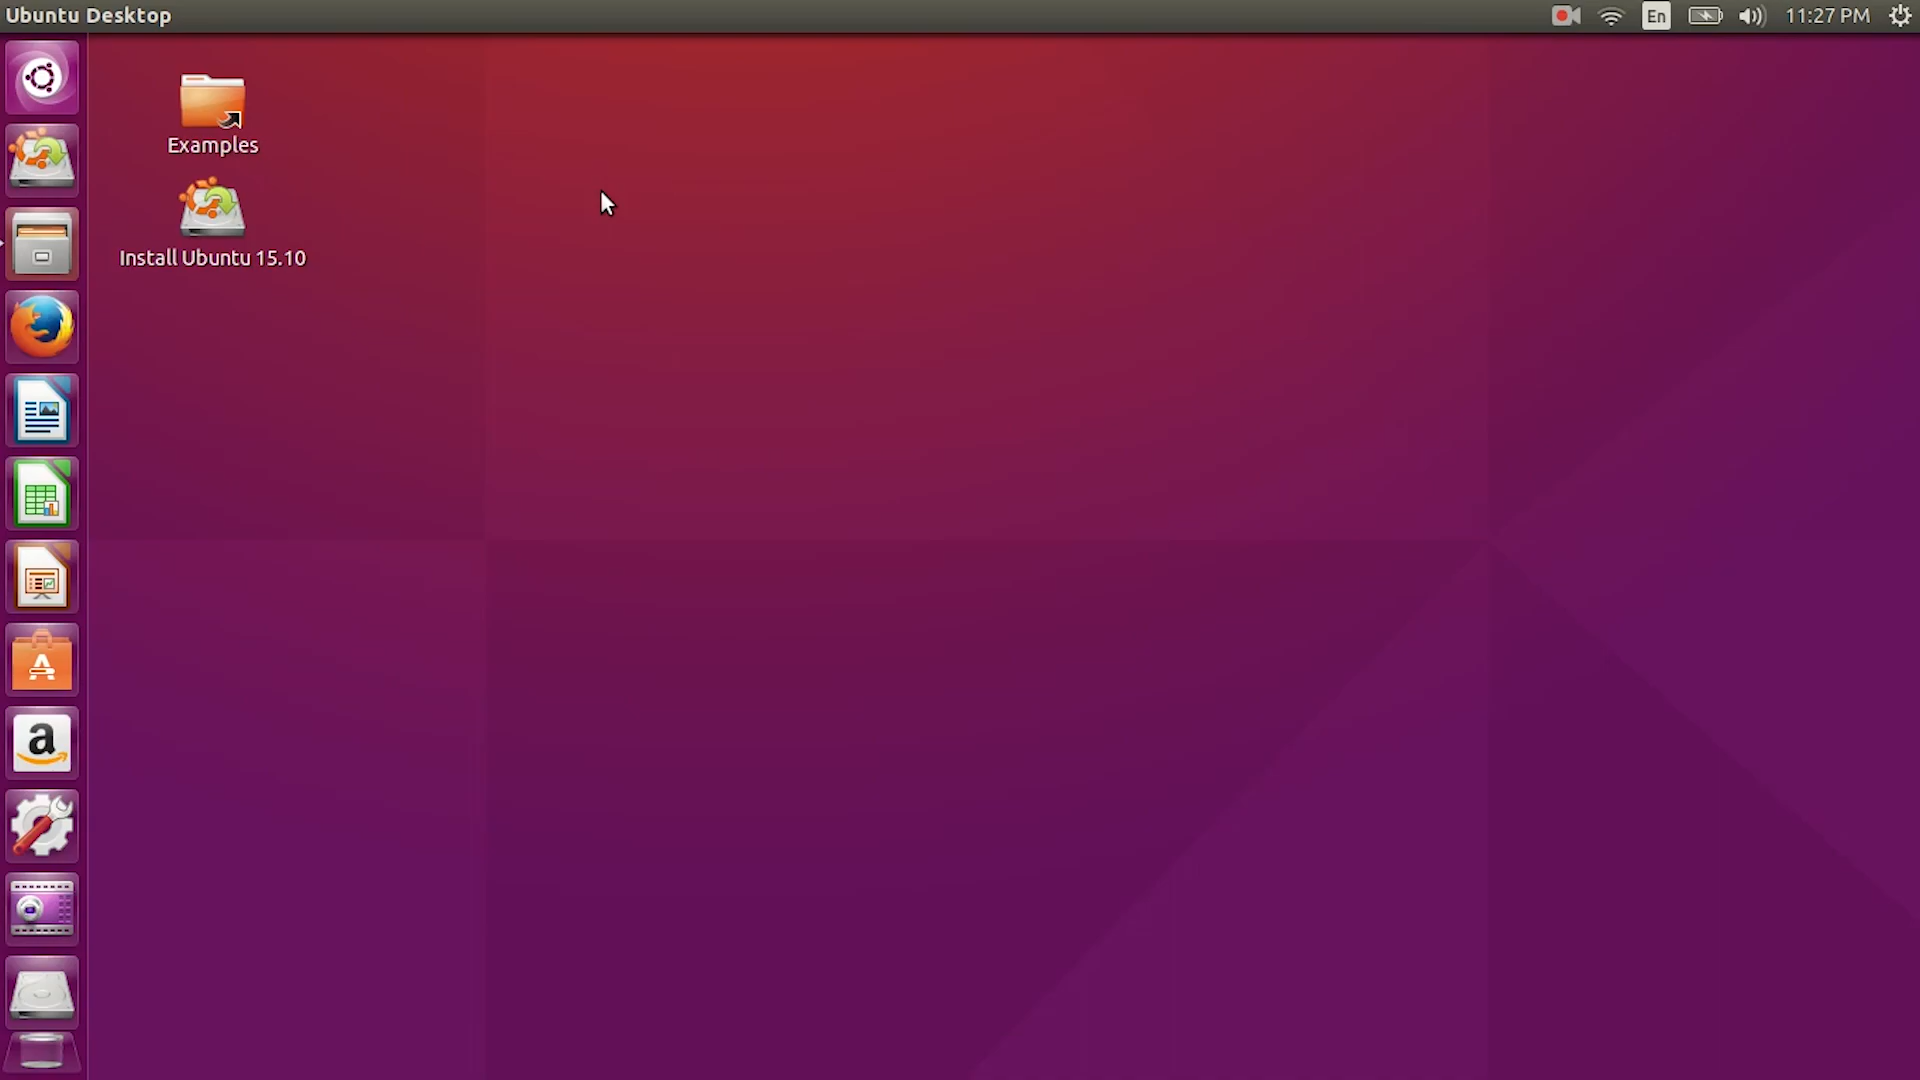 Ubuntu Desktop
En
11:27 PM
Examples
Install Ubuntu 15.10
A
a